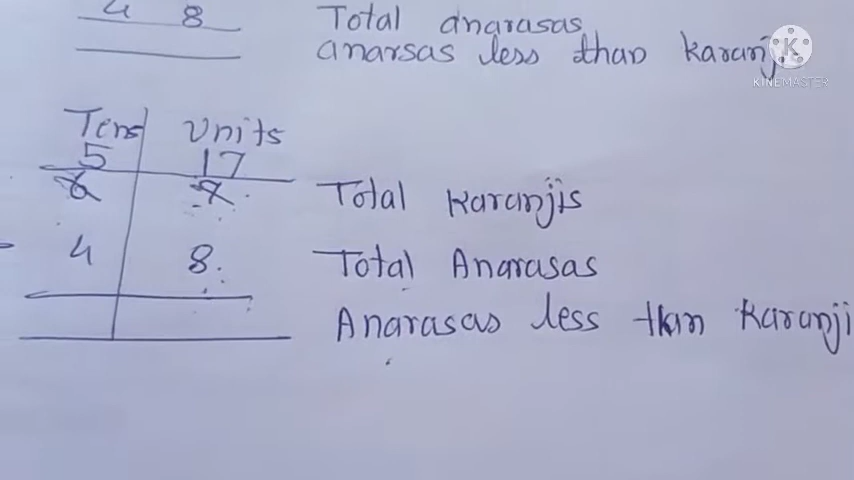 4 8 Total anarasas
anarsas less than karanji
KINEMASTER
Tens Units
5 17
6 7 Total Karanjis
- 4 8 Total Anarasas
Anarasas less than Karanji